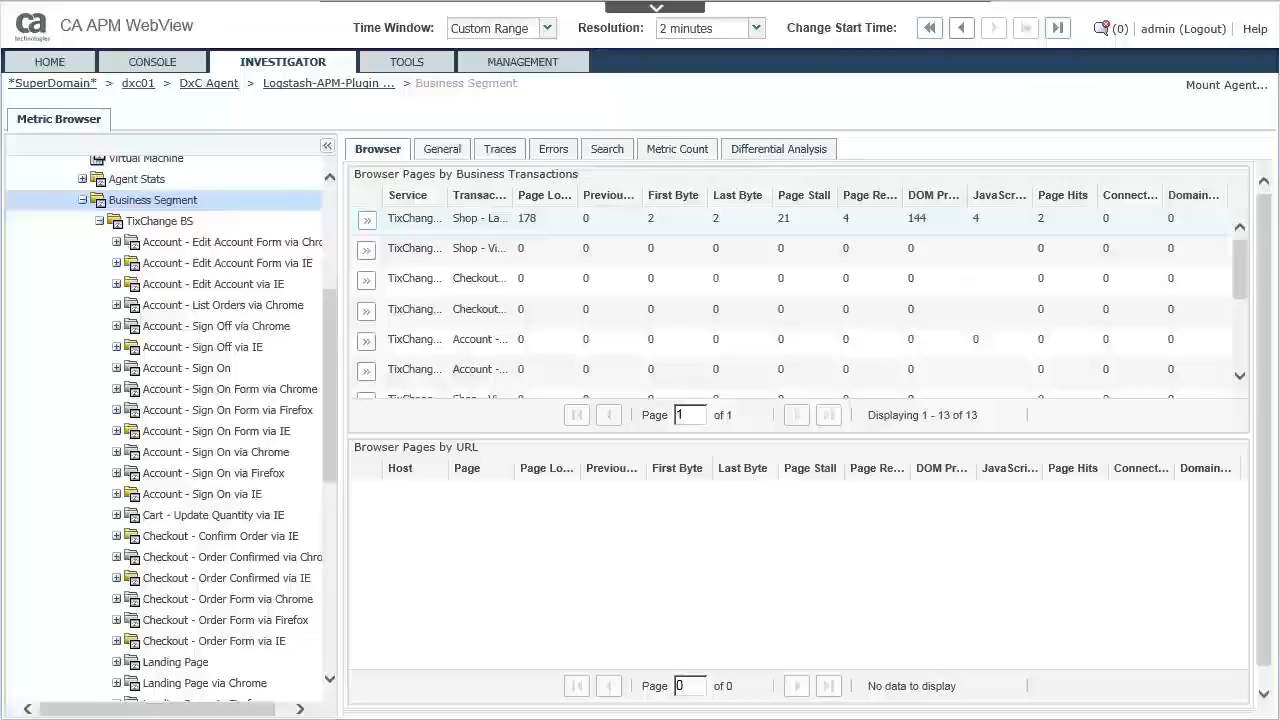 ca technologies CA APM WebView Time Window: Custom Range Resolution: 2 minutes Change Start Time: (0) admin (Logout) Help
HOME CONSOLE INVESTIGATOR TOOLS MANAGEMENT
*SuperDomain* > dxc01 > DxC Agent > Logstash-APM-Plugin ... > Business Segment Mount Agent...
Metric Browser
Virtual Machine
Agent Stats
Business Segment
TixChange BS
Account - Edit Account Form via Chro
Account - Edit Account Form via IE
Account - Edit Account via IE
Account - List Orders via Chrome
Account - Sign Off via Chrome
Account - Sign Off via IE
Account - Sign On
Account - Sign On Form via Chrome
Account - Sign On Form via Firefox
Account - Sign On Form via IE
Account - Sign On via Chrome
Account - Sign On via Firefox
Account - Sign On via IE
Cart - Update Quantity via IE
Checkout - Confirm Order via IE
Checkout - Order Confirmed via Chro
Checkout - Order Confirmed via IE
Checkout - Order Form via Chrome
Checkout - Order Form via Firefox
Checkout - Order Form via IE
Landing Page
Landing Page via Chrome
Browser General Traces Errors Search Metric Count Differential Analysis
Browser Pages by Business Transactions
Service Transac... Page Lo... Previou... First Byte Last Byte Page Stall Page Re... DOM Pr... JavaScr... Page Hits Connect... Domain...
TixChang... Shop - La... 178 0 2 2 21 4 144 4 2 0 0
TixChang... Shop - Vi... 0 0 0 0 0 0 0 0 0 0
TixChang... Checkout... 0 0 0 0 0 0 0 0 0 0
TixChang... Checkout... 0 0 0 0 0 0 0 0 0 0
TixChang... Account -... 0 0 0 0 0 0 0 0 0 0 0
TixChang... Account -... 0 0 0 0 0 0 0 0 0 0
Page 1 of 1 Displaying 1 - 13 of 13
Browser Pages by URL
Host Page Page Lo... Previou... First Byte Last Byte Page Stall Page Re... DOM Pr... JavaScri... Page Hits Connect... Domain...
Page 0 of 0 No data to display